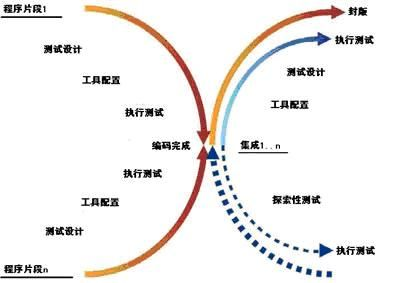 程序片段1
封版
执行测试
测试设计
测试设计
工具配置
工具配置
执行测试
编码完成
集成1..n
执行测试
工具配置
探索性测试
测试设计
执行测试
程序片段n